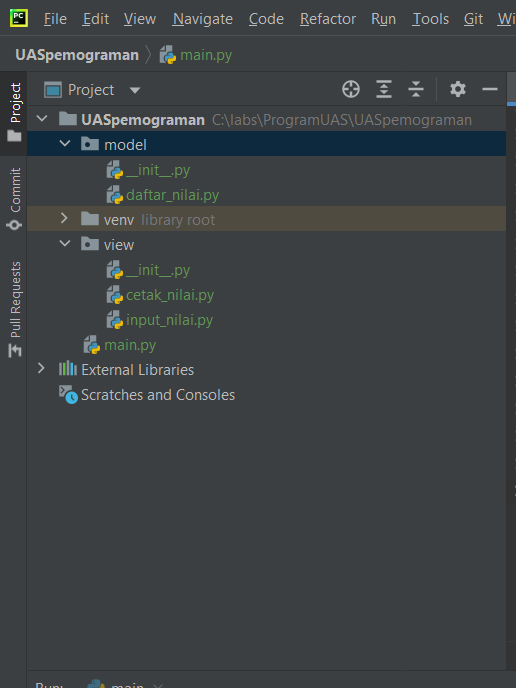 PC File Edit View Navigate Code Refactor Run Tools Git W
UASpemograman main.py
Project
Project
UASpemograman C:\labs\ProgramUAS\UASpemograman
model
__init__.py
daftar_nilai.py
Commit
venv library root
view
__init__.py
cetak_nilai.py
Pull Requests
input_nilai.py
main.py
External Libraries
Scratches and Consoles
Run: main